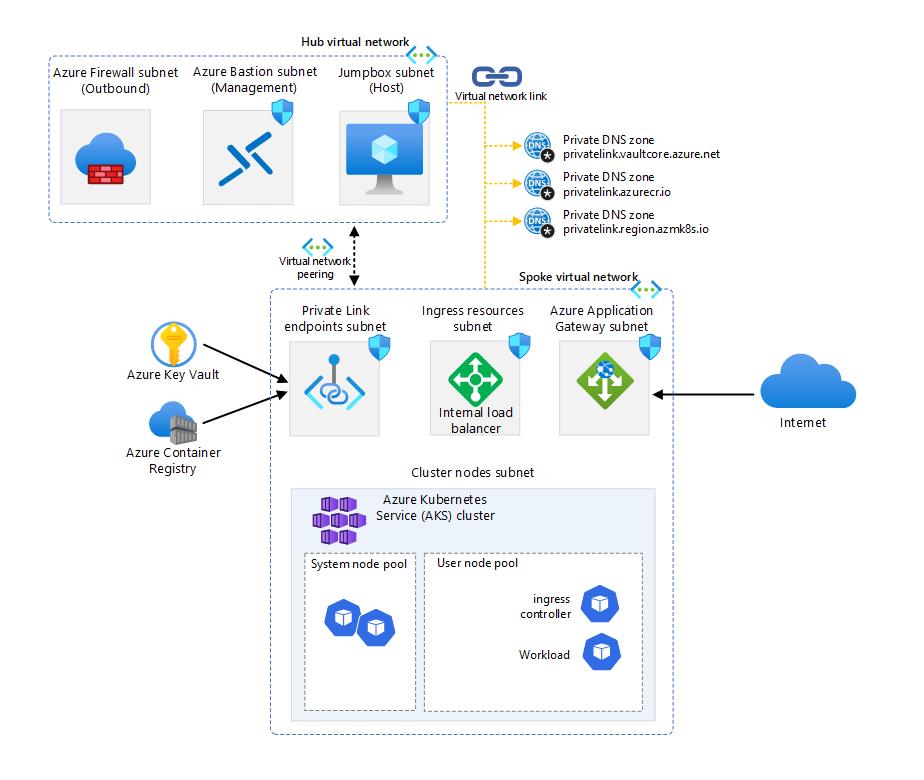 Hub virtual network
Azure Firewall subnet
(Outbound)
Azure Bastion subnet
(Management)
Jumpbox subnet
(Host)
Virtual network link
Private DNS zone
privatelink.vaultcore.azure.net
Private DNS zone
privatelink.azurecr.io
Private DNS zone
privatelink.region.azmk8s.io
DNS
DNS
DNS
Virtual network
peering
Spoke virtual network
Private Link
endpoints subnet
Ingress resources
subnet
Azure Application
Gateway subnet
Azure Key Vault
Internal load
balancer
Internet
Azure Container
Registry
Cluster nodes subnet
Azure Kubernetes
Service (AKS) cluster
System node pool
User node pool
ingress
controller
Workload